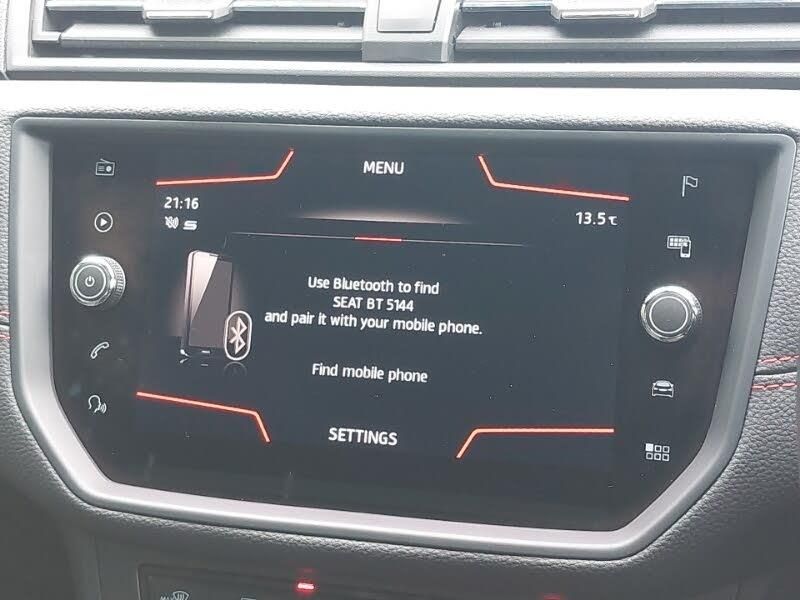 MENU
21:16
13.5°C
Use Bluetooth to find
SEAT BT 5144
and pair it with your mobile phone.
Find mobile phone
SETTINGS
MAX